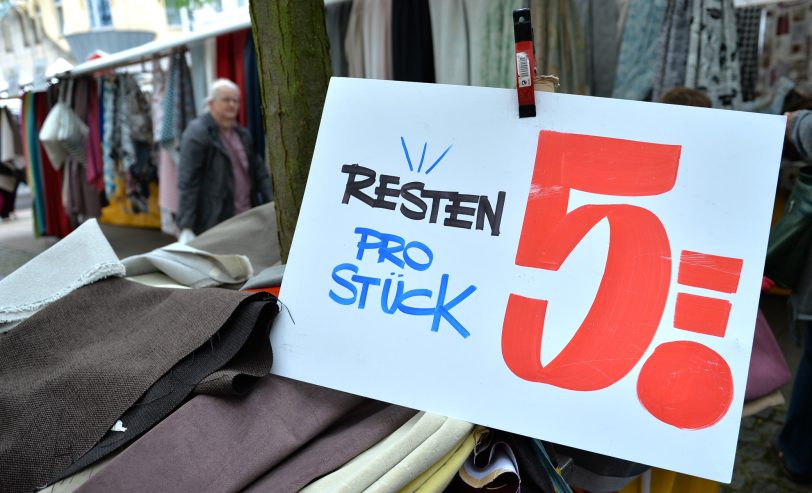 RESTEN
PRO
STÜCK
5.=